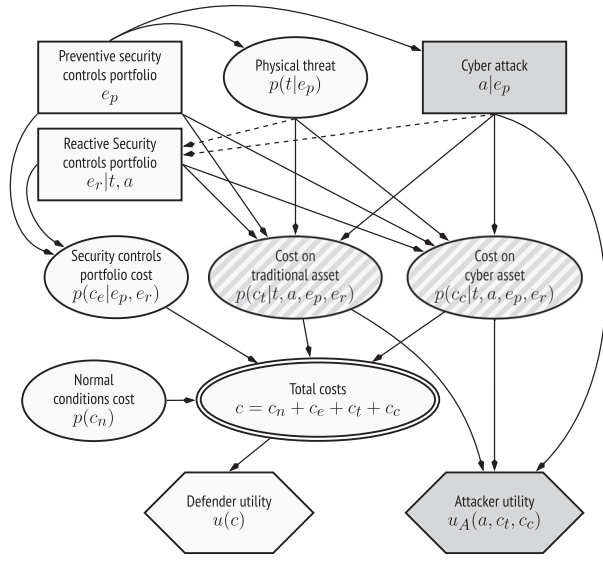 Preventive security
controls portfolio
e_p
Physical threat
p(t|e_p)
Cyber attack
a|e_p
Reactive Security
controls portfolio
e_r|t, a
Security controls
portfolio cost
p(c_e|e_p, e_r)
Cost on
traditional asset
p(c_t|t, a, e_p, e_r)
Cost on
cyber asset
p(c_c|t, a, e_p, e_r)
Normal
conditions cost
p(c_n)
Total costs
c = c_n + c_e + c_t + c_c
Defender utility
u(c)
Attacker utility
u_A(a, c_t, c_c)